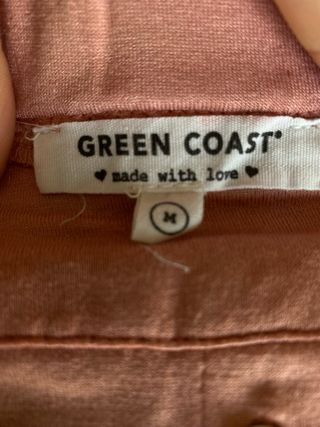 GREEN COAST®
♥ made with love ♥
M